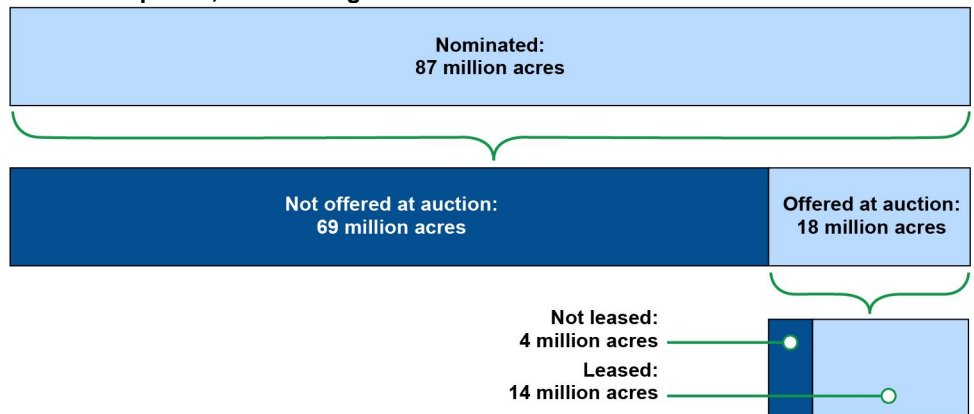 Nominated:
87 million acres
Not offered at auction:
69 million acres
Offered at auction:
18 million acres
Not leased:
4 million acres
Leased:
14 million acres